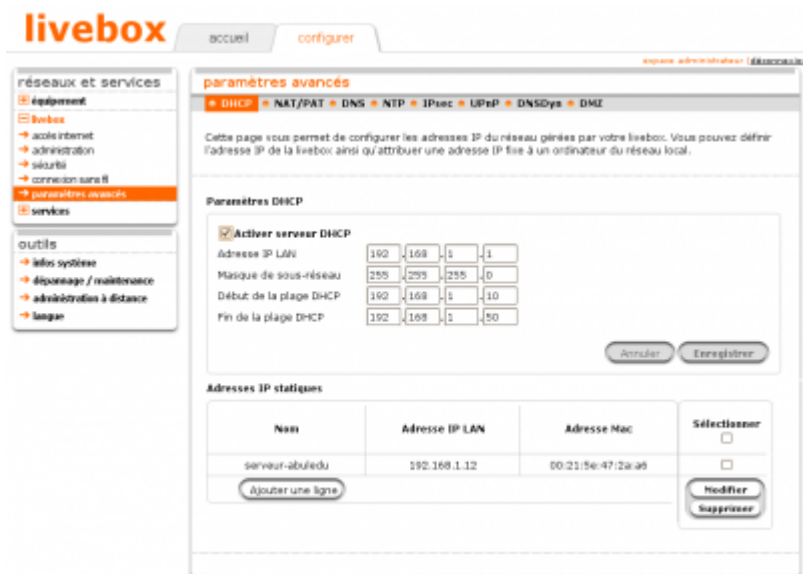 livebox
accueil
configurer
espace administrateur
réseaux et services
équipement
livebox
accès internet
administration
sécurité
connexion sans fil
paramètres avancés
services
outils
infos système
dépannage / maintenance
administration à distance
langue
paramètres avancés
DHCP NAT/PAT DNS NTP IPsec UPnP DNSDyn DMZ
Cette page vous permet de configurer les adresses IP du réseau gérées par votre livebox. Vous pouvez définir
l'adresse IP de la livebox ainsi qu'attribuer une adresse IP fixe à un ordinateur du réseau local.
Paramètres DHCP
Activer serveur DHCP
Adresse IP LAN 192 . 168 . 1 . 1
Masque de sous-réseau 255 . 255 . 255 . 0
Début de la plage DHCP 192 . 168 . 1 . 10
Fin de la plage DHCP 192 . 168 . 1 . 50
Annuler Enregistrer
Adresses IP statiques
Nom Adresse IP LAN Adresse Mac Sélectionner
serveur-abuledu 192.168.1.12 00:21:5e:47:2a:a6
Ajouter une ligne
Modifier
Supprimer